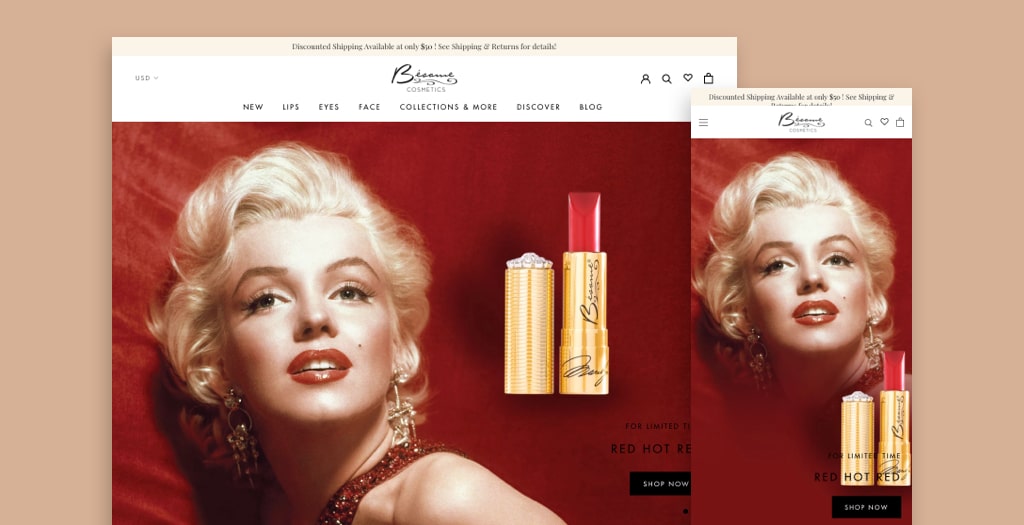 Discounted Shipping Available at only $50 ! See Shipping & Returns for details!
USD
Bésame
COSMETICS
NEW LIPS EYES FACE COLLECTIONS & MORE DISCOVER BLOG
Bésame
FOR LIMITED TI
RED HOT RE
SHOP NOW
Discounted Shipping Available at only $50 ! See Shipping &
Returns for details!
Bésame
COSMETICS
Bésame
FOR LIMITED TIME
RED HOT RED
SHOP NOW